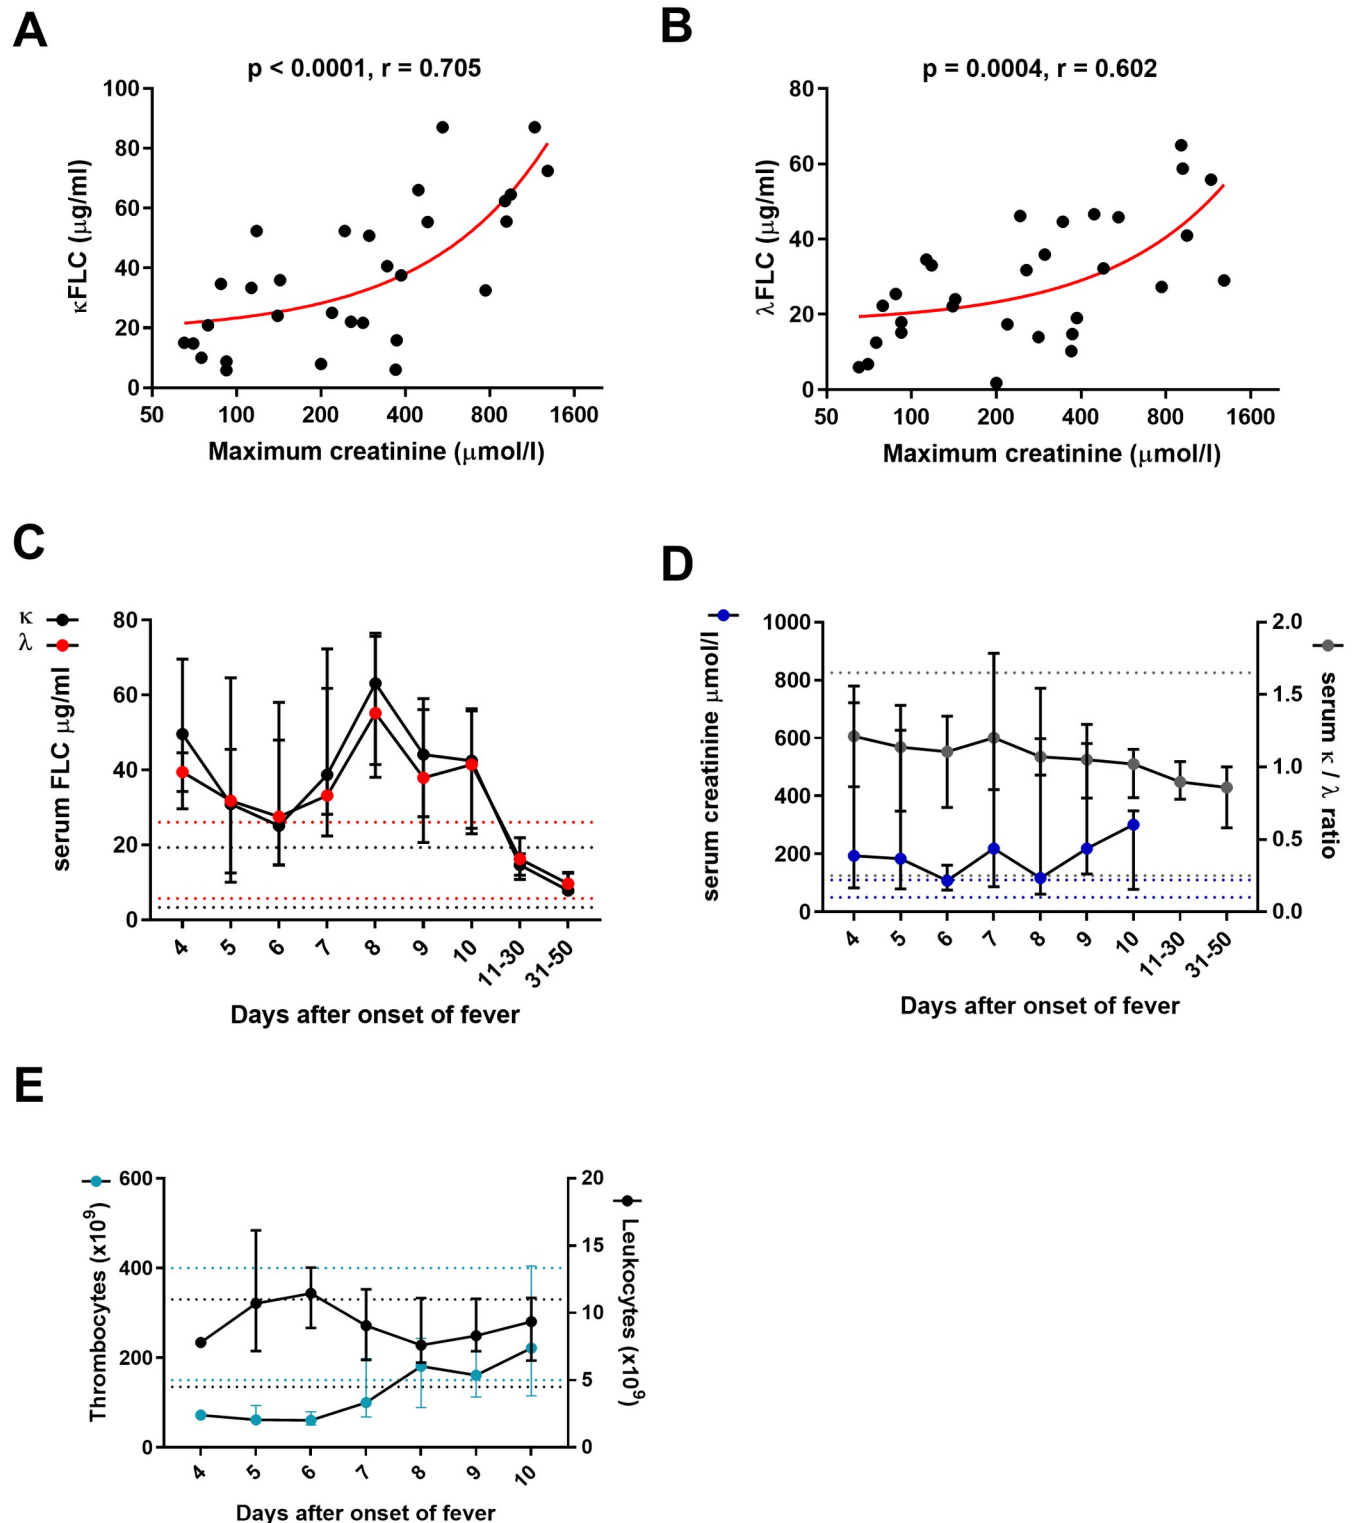 A
p < 0.0001, r = 0.705
κFLC (μg/ml)
100
80
60
40
20
0
50 100 200 400 800 1600
Maximum creatinine (μmol/l)
B
p = 0.0004, r = 0.602
λFLC (μg/ml)
80
60
40
20
0
50 100 200 400 800 1600
Maximum creatinine (μmol/l)
C
κ
λ
serum FLC μg/ml
80
60
40
20
0
4 5 6 7 8 9 10 11-30 31-50
Days after onset of fever
D
serum creatinine μmol/l
1000
800
600
400
200
0
2.0
1.5
1.0
0.5
0.0
serum κ / λ ratio
4 5 6 7 8 9 10 11-30 31-50
Days after onset of fever
E
Thrombocytes (x10⁹)
600
400
200
0
20
15
10
5
0
Leukocytes (x10⁹)
4 5 6 7 8 9 10
Days after onset of fever